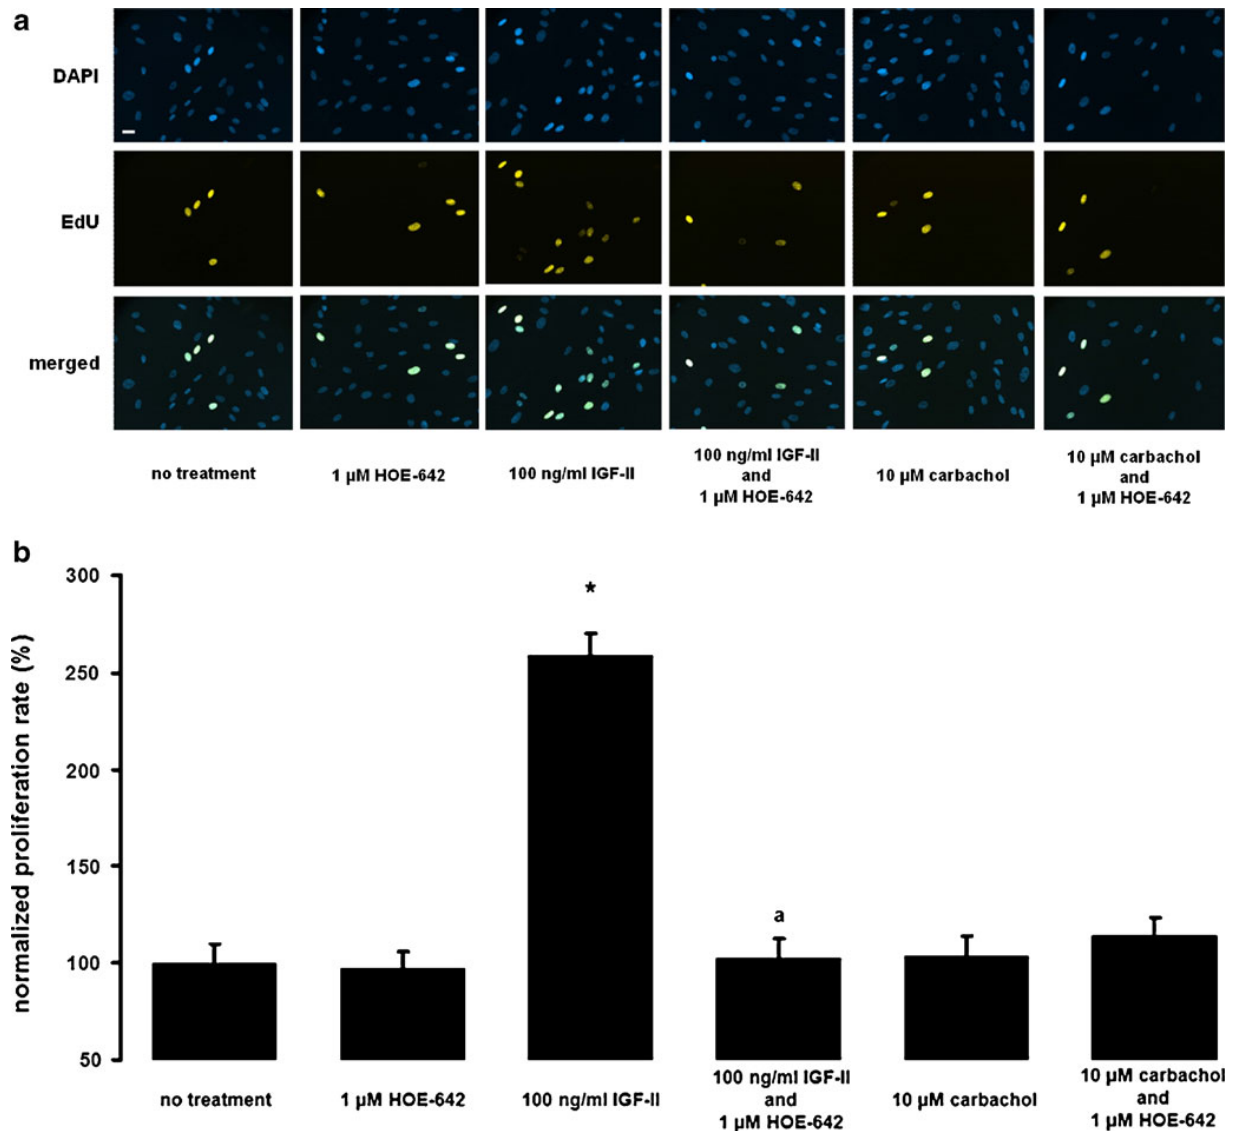 a
DAPI
EdU
merged
no treatment
1 µM HOE-642
100 ng/ml IGF-II
100 ng/ml IGF-II
and
1 µM HOE-642
10 µM carbachol
10 µM carbachol
and
1 µM HOE-642
b
normalized proliferation rate (%)
300
250
200
150
100
50
*
a
no treatment
1 µM HOE-642
100 ng/ml IGF-II
100 ng/ml IGF-II
and
1 µM HOE-642
10 µM carbachol
10 µM carbachol
and
1 µM HOE-642